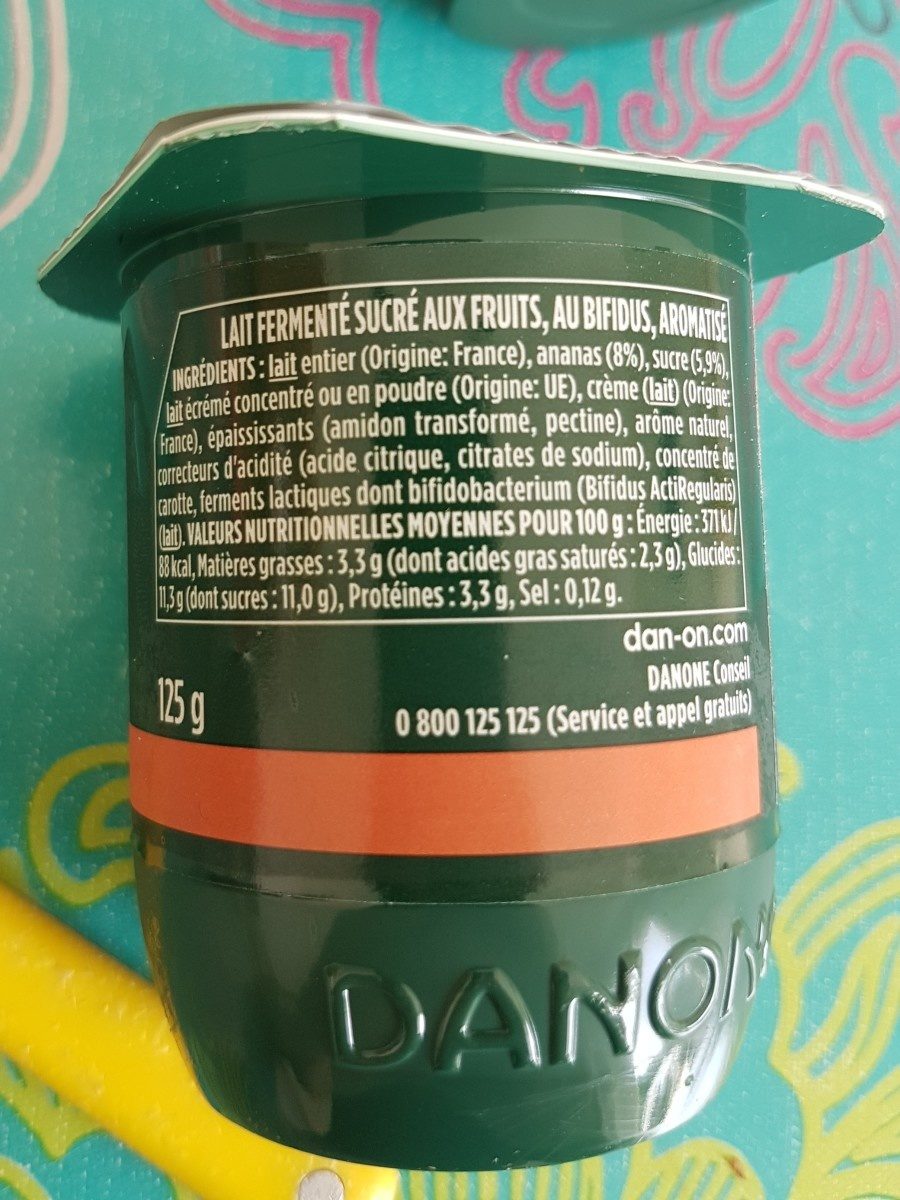 LAIT FERMENTÉ SUCRÉ AUX FRUITS, AU BIFIDUS, AROMATISÉ
INGRÉDIENTS : lait entier (Origine: France), ananas (8%), sucre (5,9%),
lait écrémé concentré ou en poudre (Origine: UE), crème (lait) (Origine:
France), épaississants (amidon transformé, pectine), arôme naturel,
correcteurs d'acidité (acide citrique, citrates de sodium), concentré de
carotte, ferments lactiques dont bifidobacterium (Bifidus ActiRegularis)
(lait). VALEURS NUTRITIONNELLES MOYENNES POUR 100 g : Énergie : 371 kJ /
88 kcal, Matières grasses : 3,3 g (dont acides gras saturés : 2,3 g), Glucides :
11,3 g (dont sucres : 11,0 g), Protéines : 3,3 g, Sel : 0,12 g.
dan-on.com
DANONE Conseil
125 g
0 800 125 125 (Service et appel gratuits)
DANON